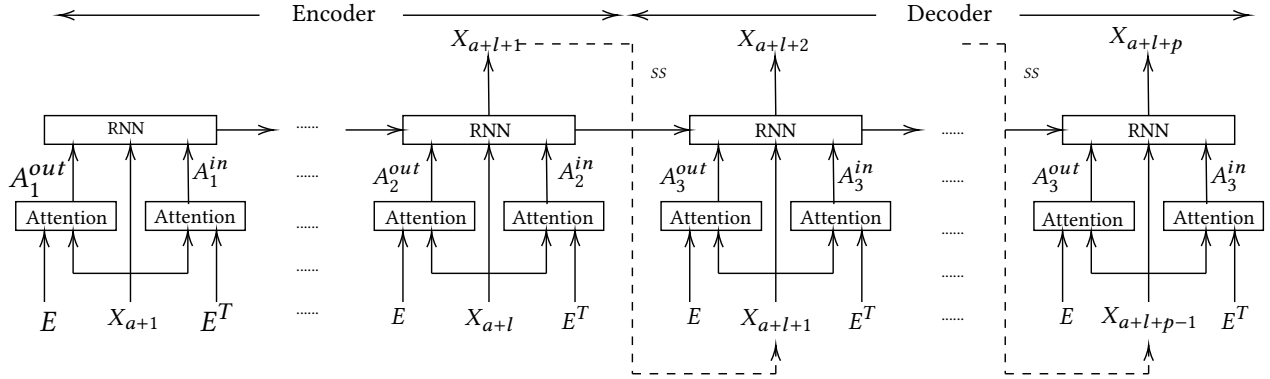 Encoder Decoder
X_{a+l+1} X_{a+l+2} X_{a+l+p}
ss ss
RNN ...... RNN RNN ...... RNN
A_1^{out} A_1^{in} ...... A_2^{out} A_2^{in} A_3^{out} A_3^{in} ...... A_3^{out} A_3^{in}
Attention Attention ...... Attention Attention Attention Attention ...... Attention Attention
......  ......
E X_{a+1} E^T ...... E X_{a+l} E^T E X_{a+l+1} E^T ...... E X_{a+l+p-1} E^T